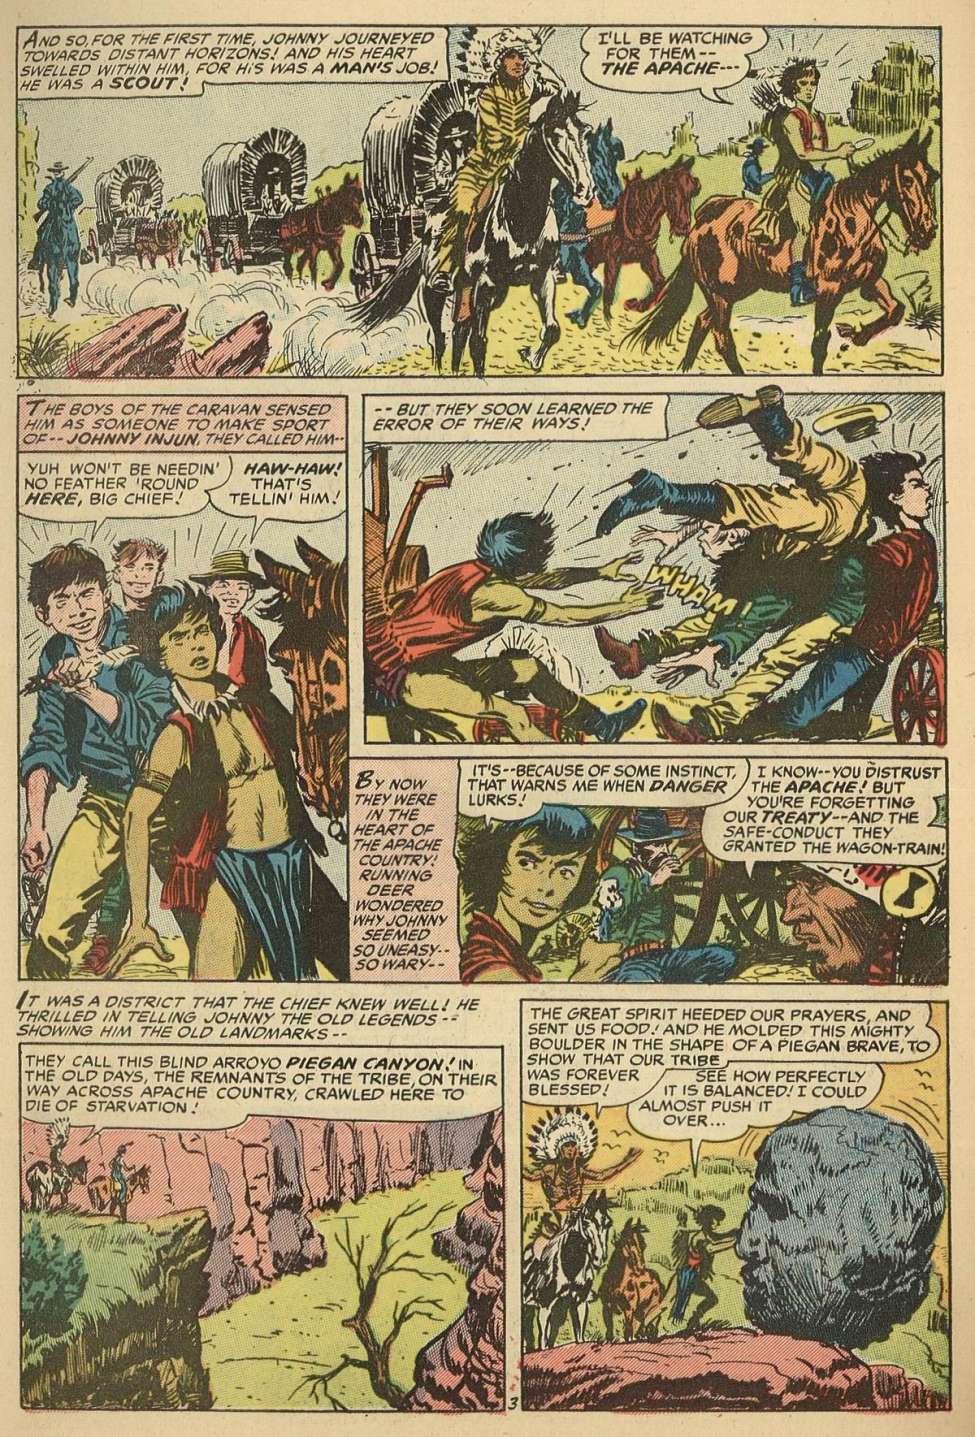 AND SO, FOR THE FIRST TIME, JOHNNY JOURNEYED
TOWARDS DISTANT HORIZONS! AND HIS HEART
SWELLED WITHIN HIM, FOR HIS WAS A MAN'S JOB!
HE WAS A SCOUT!
I'LL BE WATCHING
FOR THEM--
THE APACHE---
THE BOYS OF THE CARAVAN SENSED
HIM AS SOMEONE TO MAKE SPORT
OF -- JOHNNY INJUN, THEY CALLED HIM--
YUH WON'T BE NEEDIN'
NO FEATHER 'ROUND
HERE, BIG CHIEF!
HAW-HAW!
THAT'S
TELLIN' HIM!
-- BUT THEY SOON LEARNED THE
ERROR OF THEIR WAYS!
WHAM!
BY NOW
THEY WERE
IN THE
HEART OF
THE APACHE
COUNTRY!
RUNNING
DEER
WONDERED
WHY JOHNNY
SEEMED
SO UNEASY--
SO WARY--
IT'S--BECAUSE OF SOME INSTINCT,
THAT WARNS ME WHEN DANGER
LURKS!
I KNOW--YOU DISTRUST
THE APACHE! BUT
YOU'RE FORGETTING
OUR TREATY---AND THE
SAFE-CONDUCT THEY
GRANTED THE WAGON-TRAIN!
IT WAS A DISTRICT THAT THE CHIEF KNEW WELL! HE
THRILLED IN TELLING JOHNNY THE OLD LEGENDS --
SHOWING HIM THE OLD LANDMARKS --
THEY CALL THIS BLIND ARROYO PIEGAN CANYON! IN
THE OLD DAYS, THE REMNANTS OF THE TRIBE, ON THEIR
WAY ACROSS APACHE COUNTRY, CRAWLED HERE TO
DIE OF STARVATION!
THE GREAT SPIRIT HEEDED OUR PRAYERS, AND
SENT US FOOD! AND HE MOLDED THIS MIGHTY
BOULDER IN THE SHAPE OF A PIEGAN BRAVE, TO
SHOW THAT OUR TRIBE
WAS FOREVER
BLESSED!
SEE HOW PERFECTLY
IT IS BALANCED! I COULD
ALMOST PUSH IT
OVER...
3